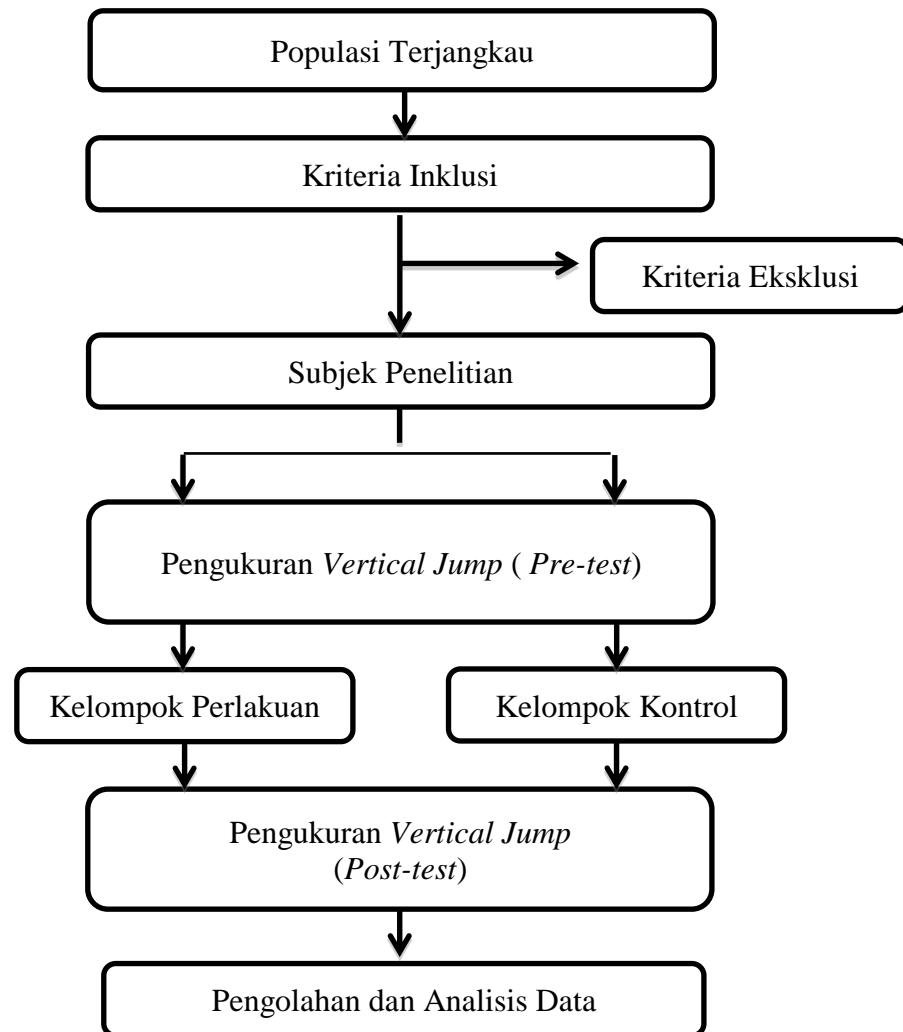 Populasi Terjangkau
Kriteria Inklusi
Kriteria Eksklusi
Subjek Penelitian
Pengukuran Vertical Jump ( Pre-test)
Kelompok Perlakuan
Kelompok Kontrol
Pengukuran Vertical Jump
(Post-test)
Pengolahan dan Analisis Data